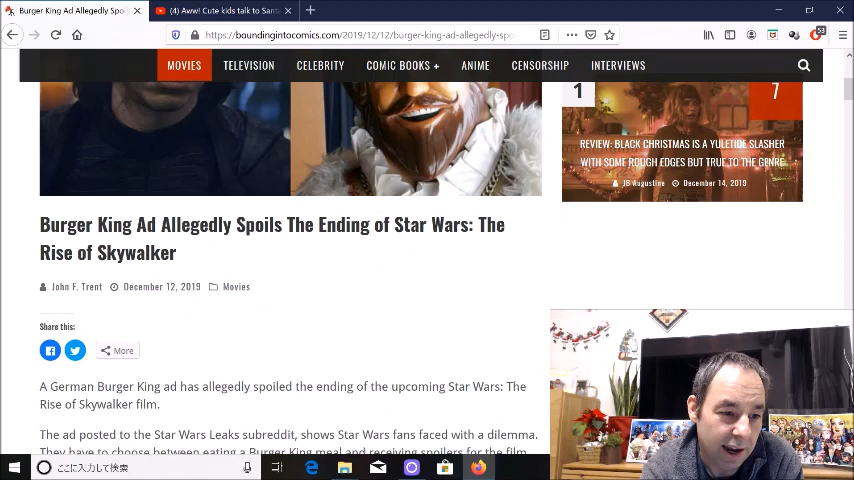 Burger King Ad Allegedly Spoils
(4) Aww! Cute kids talk to Santa
https://boundingintocomics.com/2019/12/12/burger-king-ad-allegedly-spo
53
MOVIES
TELEVISION
CELEBRITY
COMIC BOOKS +
ANIME
CENSORSHIP
INTERVIEWS
1
7
REVIEW: BLACK CHRISTMAS IS A YULETIDE SLASHER
WITH SOME ROUGH EDGES BUT TRUE TO THE GENRE
JB Augustine December 14, 2019
Burger King Ad Allegedly Spoils The Ending of Star Wars: The
Rise of Skywalker
John F. Trent December 12, 2019 Movies
Share this:
More
A German Burger King ad has allegedly spoiled the ending of the upcoming Star Wars: The
Rise of Skywalker film.
The ad posted to the Star Wars Leaks subreddit, shows Star Wars fans faced with a dilemma.
They have to choose between eating a Burger King meal and receiving spoilers for the film
ここに入力して検索